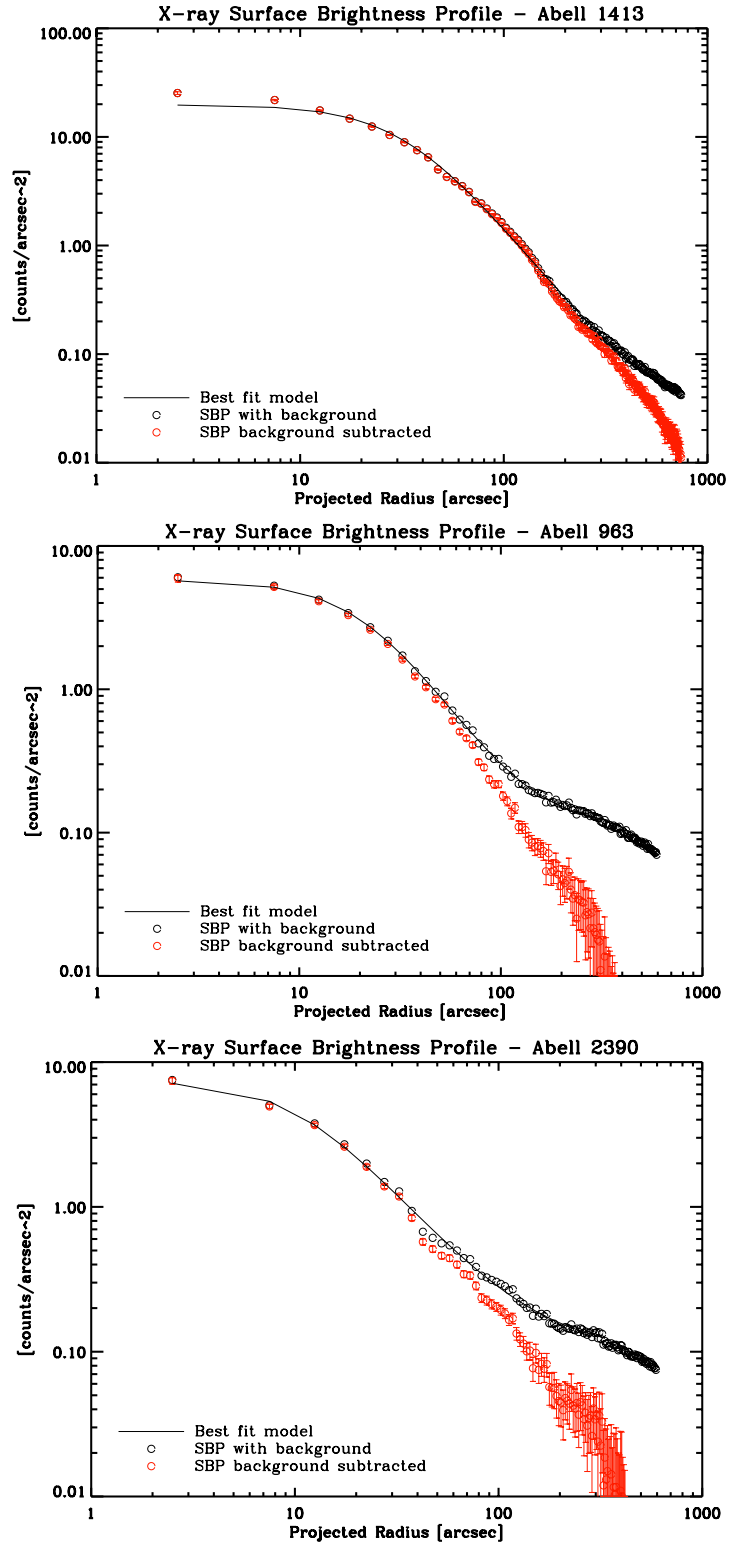 X-ray Surface Brightness Profile - Abell 1413
100.00
10.00
1.00
0.10
0.01
[counts/arcsec^2]
Best fit model
SBP with background
SBP background subtracted
1 10 100 1000
Projected Radius [arcsec]
X-ray Surface Brightness Profile - Abell 963
10.00
1.00
0.10
0.01
[counts/arcsec^2]
Best fit model
SBP with background
SBP background subtracted
1 10 100 1000
Projected Radius [arcsec]
X-ray Surface Brightness Profile - Abell 2390
10.00
1.00
0.10
0.01
[counts/arcsec^2]
Best fit model
SBP with background
SBP background subtracted
1 10 100 1000
Projected Radius [arcsec]